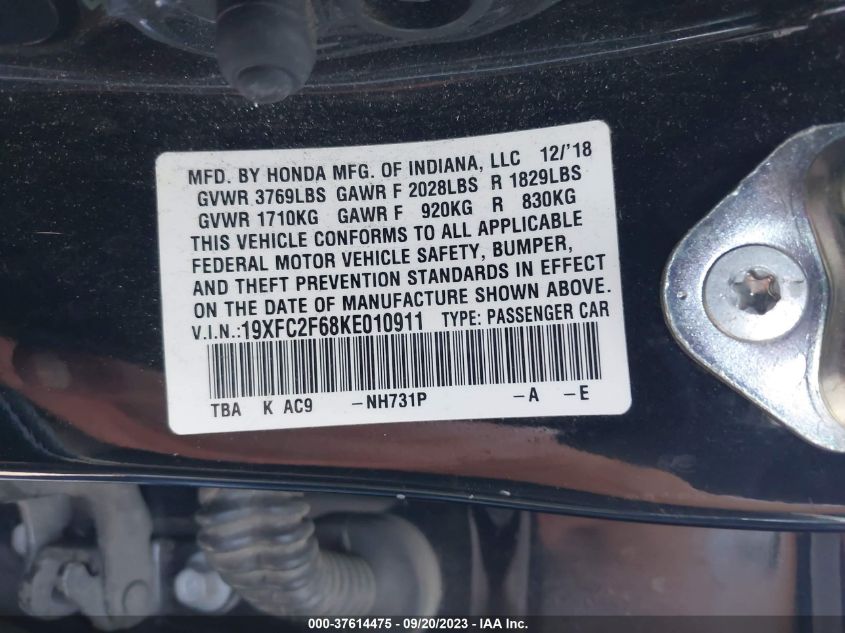 MFD. BY HONDA MFG. OF INDIANA, LLC 12/'18
GVWR 3769LBS GAWR F 2028LBS R 1829LBS
GVWR 1710KG GAWR F 920KG R 830KG
THIS VEHICLE CONFORMS TO ALL APPLICABLE
FEDERAL MOTOR VEHICLE SAFETY, BUMPER,
AND THEFT PREVENTION STANDARDS IN EFFECT
ON THE DATE OF MANUFACTURE SHOWN ABOVE.
V.I.N.:19XFC2F68KE010911 TYPE: PASSENGER CAR
TBA K AC9 -NH731P -A -E
000-37614475 - 09/20/2023 - IAA Inc.